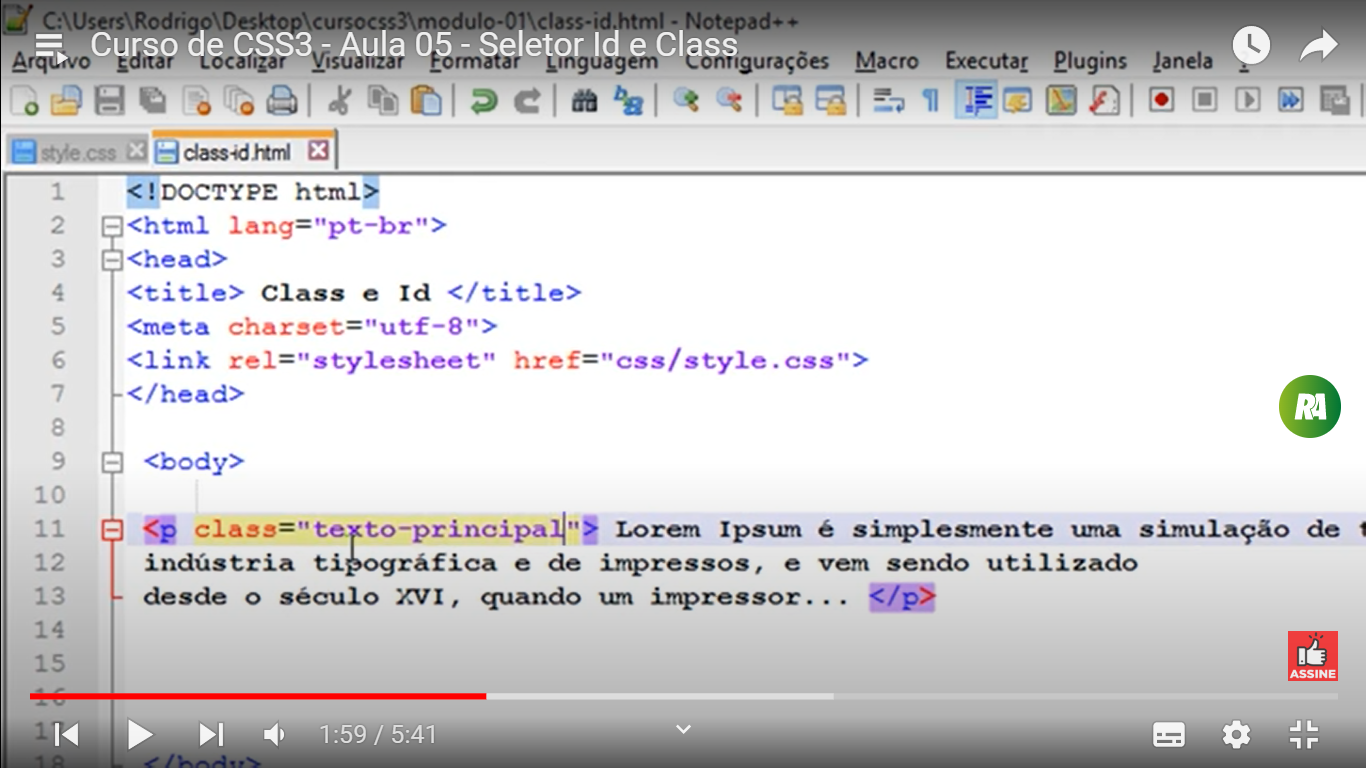 C:\Users\Rodrigo\Desktop\cursocss3\modulo-01\class-id.html - Notepad++
Curso de CSS3 - Aula 05 - Seletor Id e Class
Arquivo Editar Localizar Visualizar Formatar Linguagem Configurações Macro Executar Plugins Janela ?
style.css class-id.html
1 <!DOCTYPE html>
2 <html lang="pt-br">
3 <head>
4 <title> Class e Id </title>
5 <meta charset="utf-8">
6 <link rel="stylesheet" href="css/style.css">
7 </head>
8
RA
9 <body>
10
11 <p class="texto-principal"> Lorem Ipsum é simplesmente uma simulação de
12 indústria tipográfica e de impressos, e vem sendo utilizado
13 desde o século XVI, quando um impressor... </p>
14
15
ASSINE
16
17
1:59 / 5:41
18 </body>